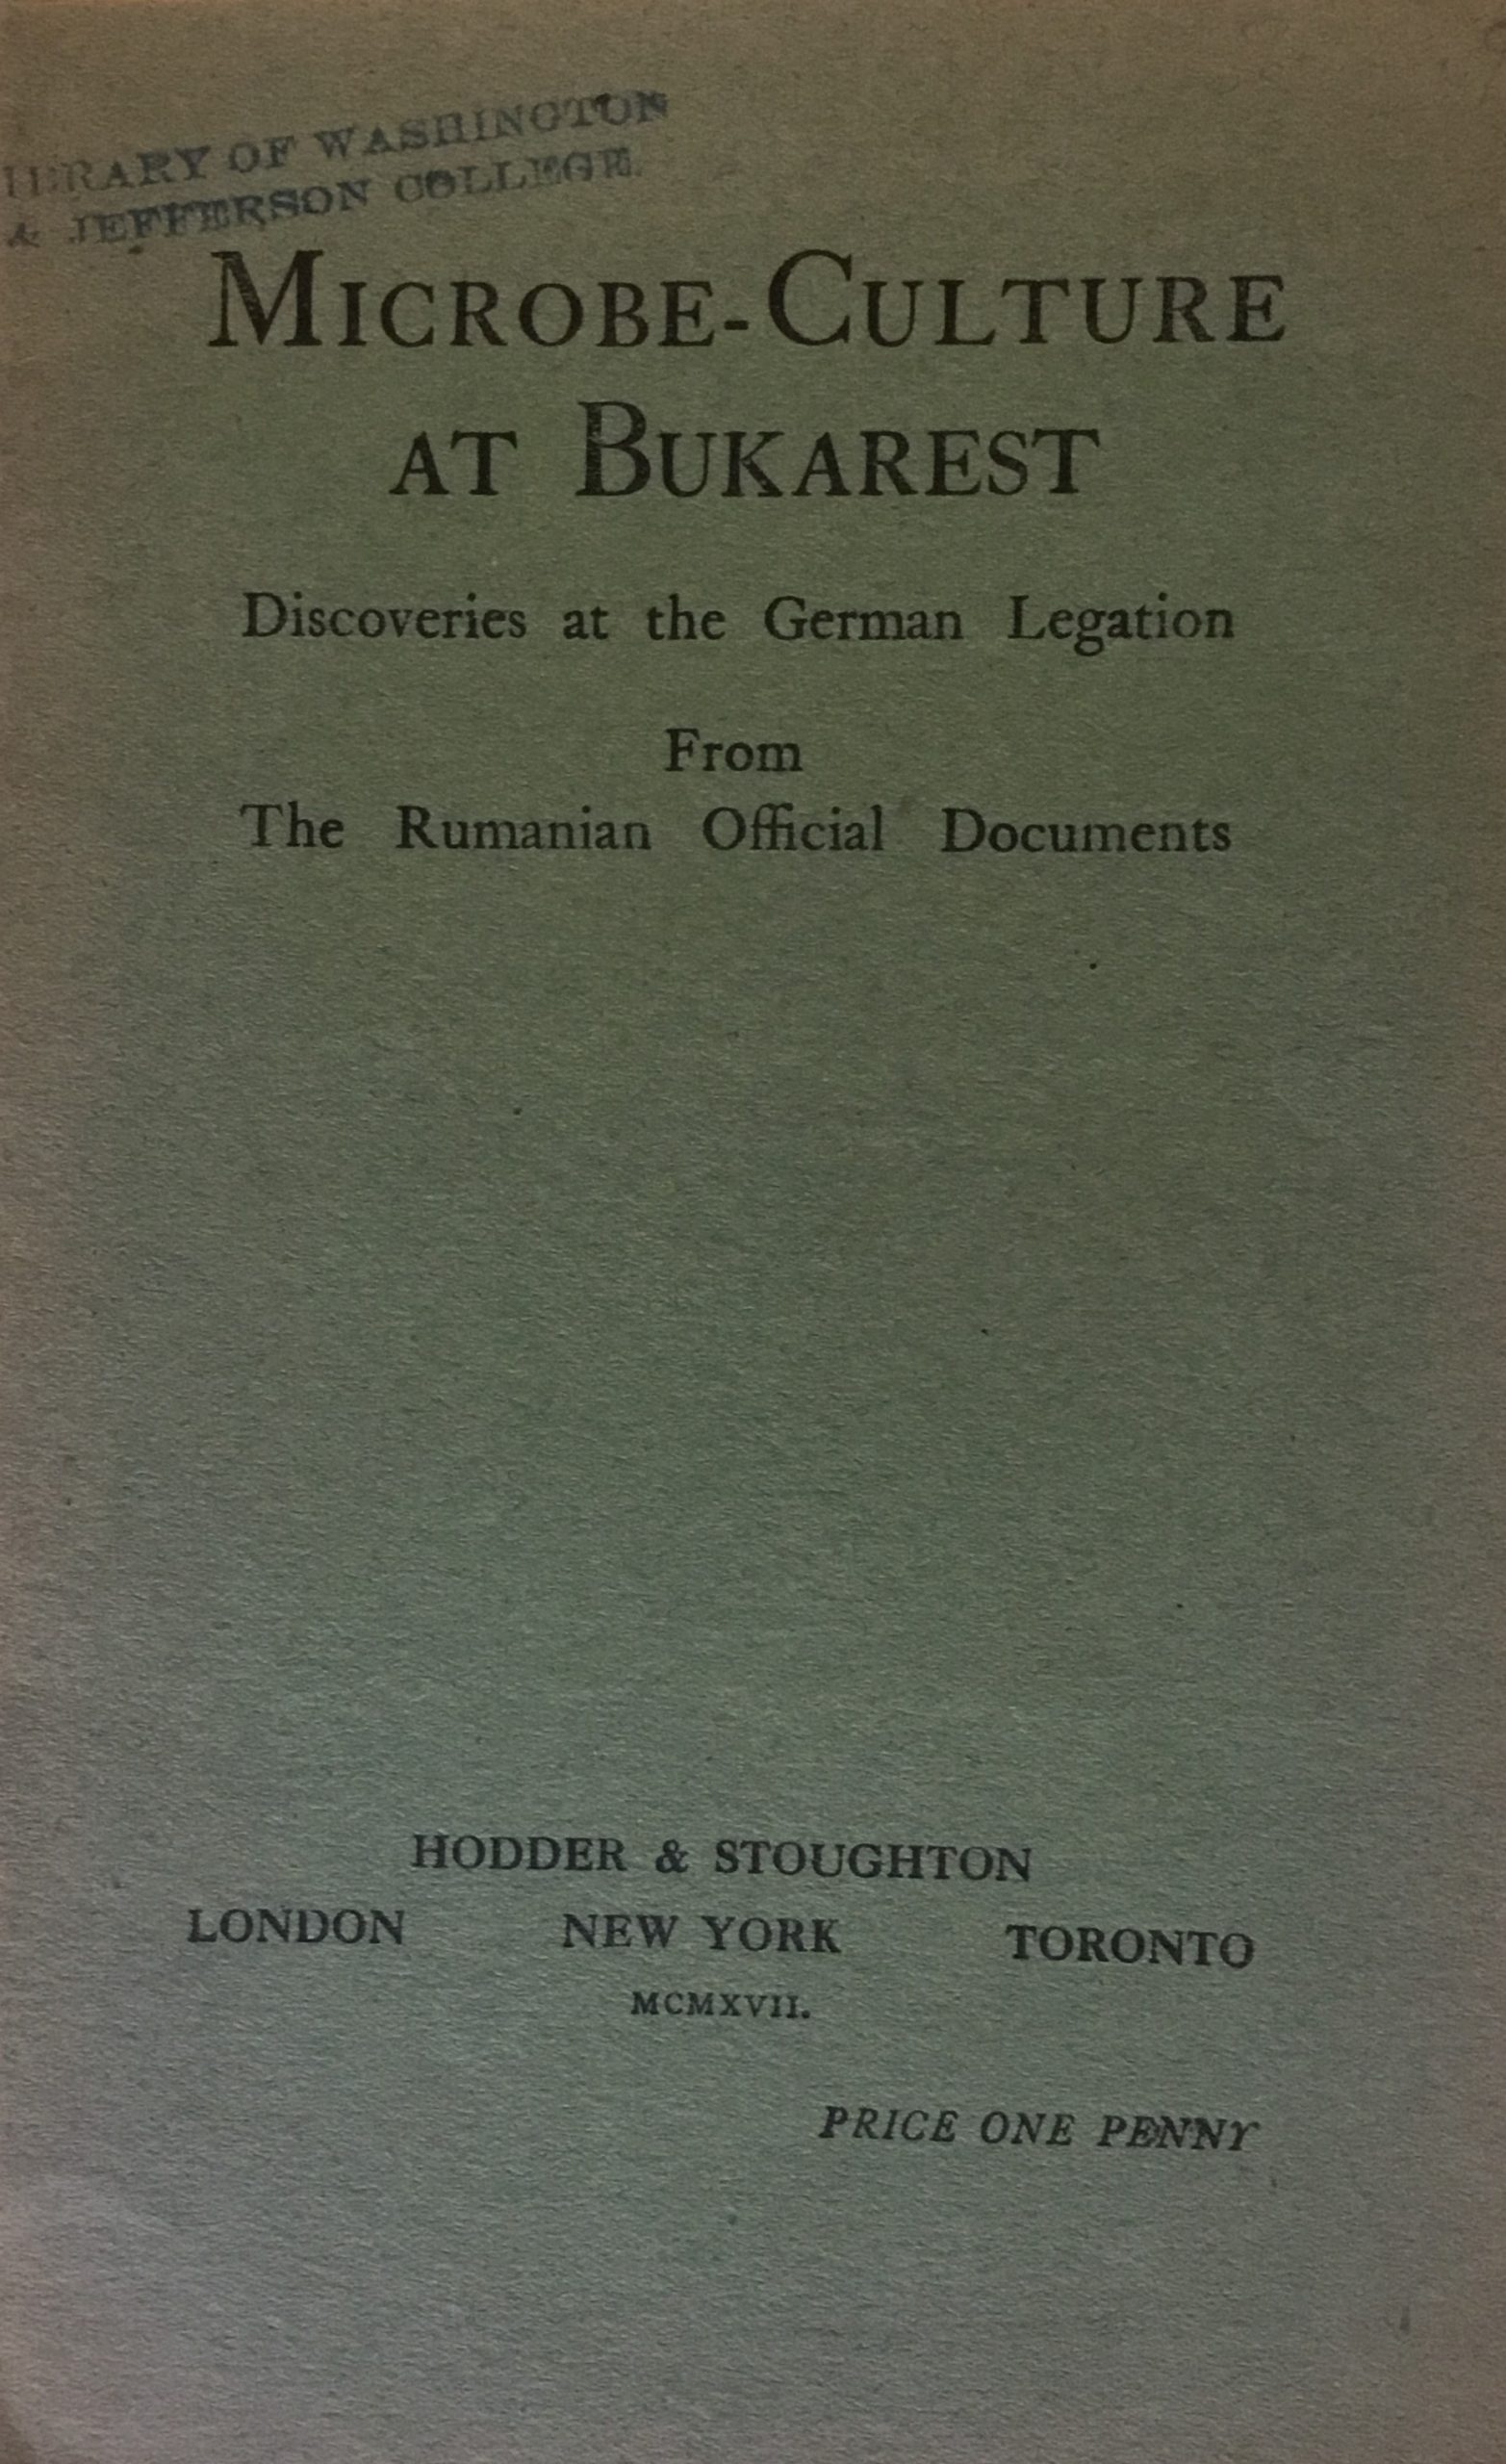 LIBRARY OF WASHINGTON
& JEFFERSON COLLEGE.
MICROBE-CULTURE
AT BUKAREST
Discoveries at the German Legation
From
The Rumanian Official Documents
HODDER & STOUGHTON
LONDON NEW YORK TORONTO
MCMXVII.
PRICE ONE PENNY